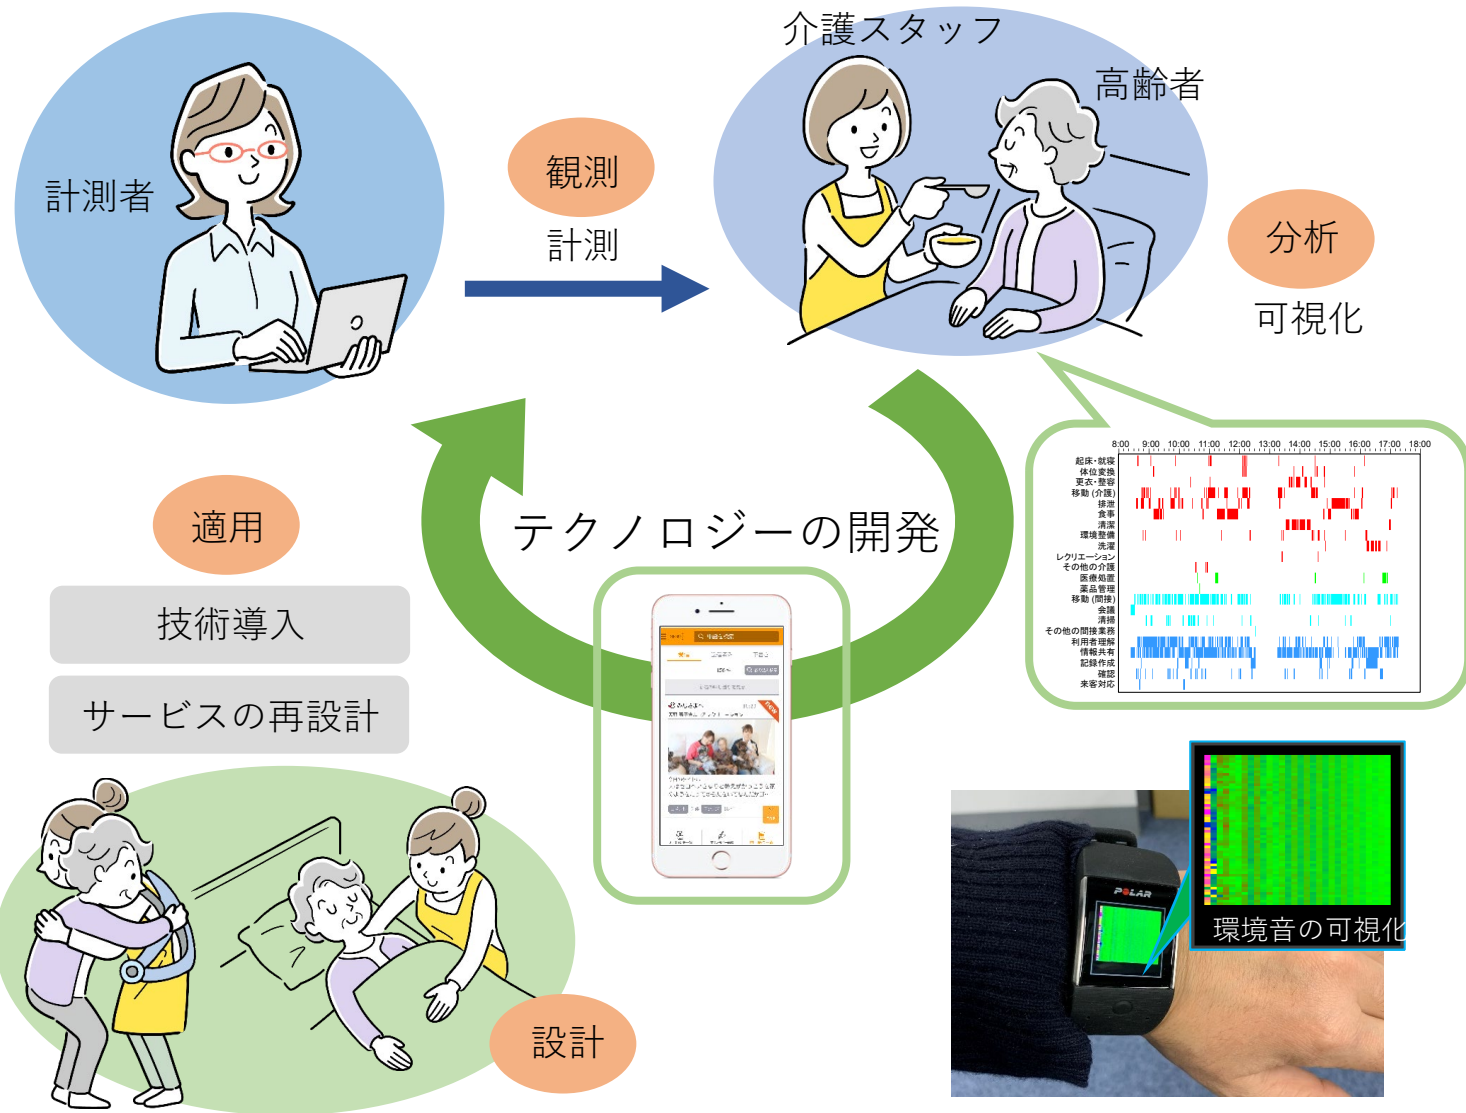 介護スタッフ
高齢者
計測者
観測
計測
分析
可視化
8:00 9:00 10:00 11:00 12:00 13:00 14:00 15:00 16:00 17:00 18:00
起床・就寝
体位変換
更衣・整容
移動 (介護)
排泄
食事
清潔
環境整備
洗濯
レクリエーション
その他の介護
医療処置
薬品管理
移動 (間接)
会議
清掃
その他の間接業務
利用者理解
情報共有
記録作成
確認
来客対応
適用
技術導入
サービスの再設計
テクノロジーの開発
new
POLAR
環境音の可視化
設計